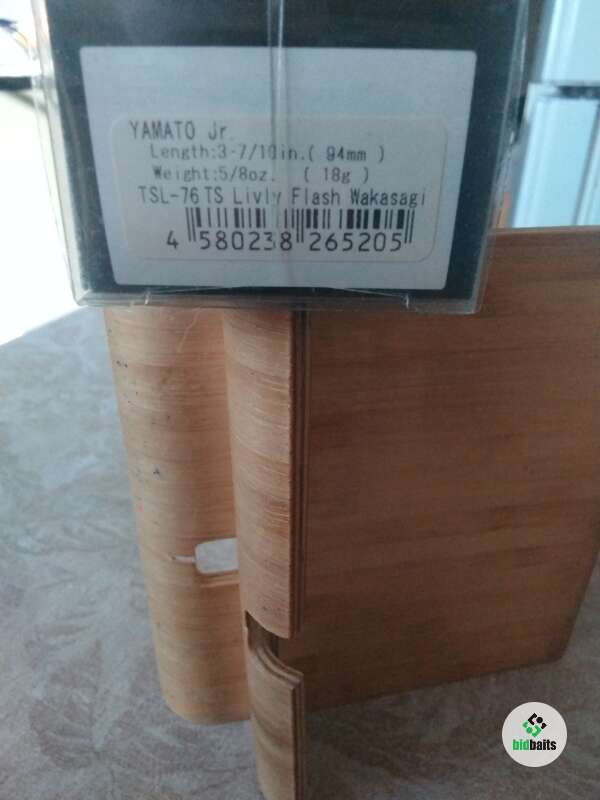 YAMATO Jr.
Length:3-7/10in.( 94mm )
Weight:5/8oz. ( 18g )
TSL-76 TS Livly Flash Wakasagi
4 580238 265205
bidbaits